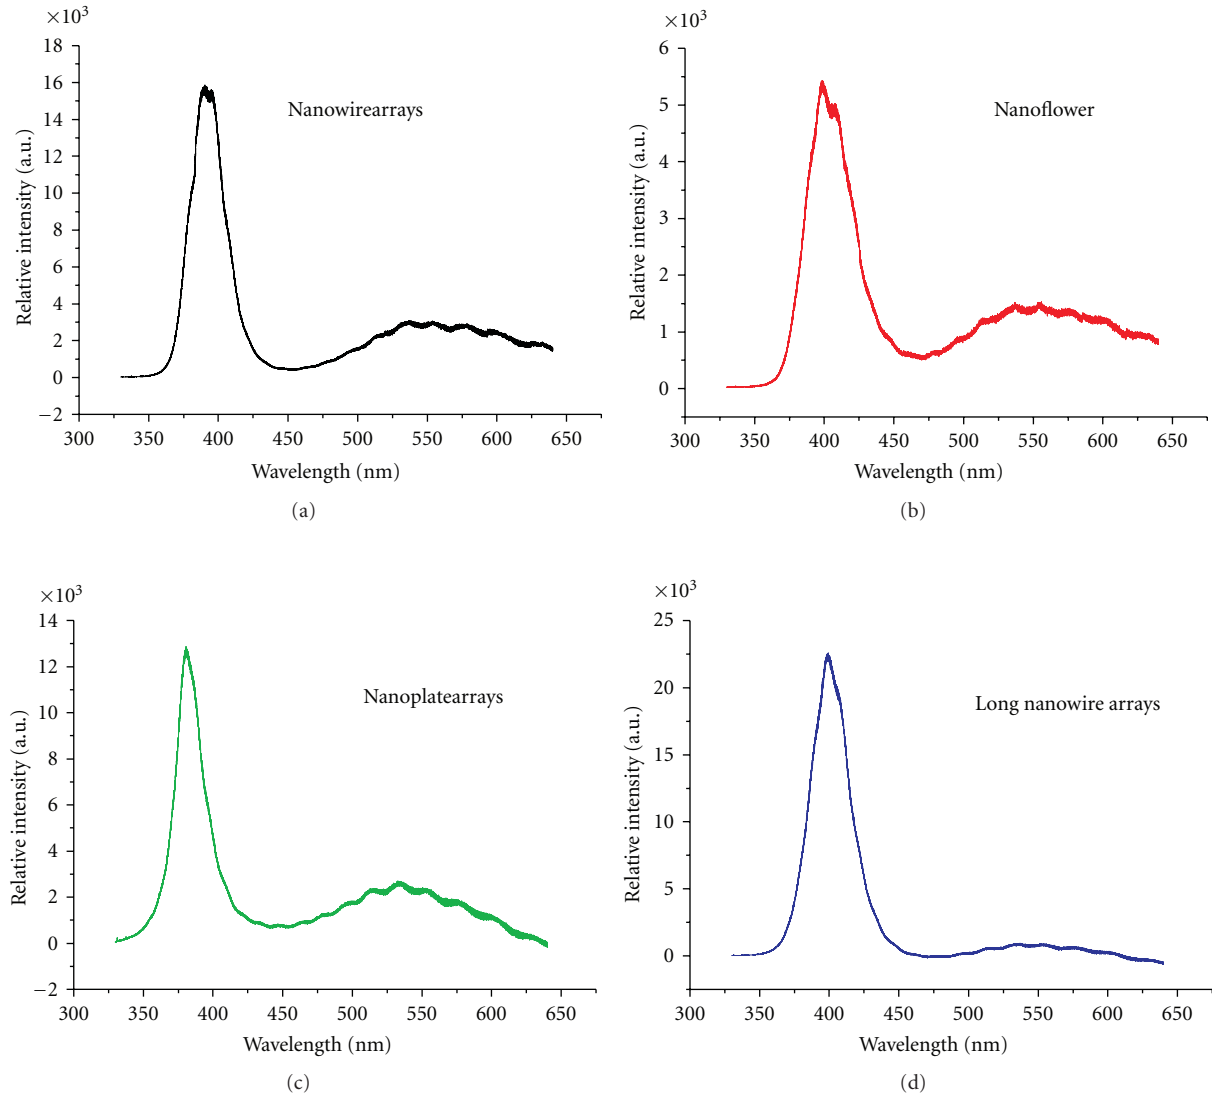 ×10³
18
16
14
12
10
8
6
4
2
0
−2
Relative intensity (a.u.)
Nanowirearrays
300 350 400 450 500 550 600 650
Wavelength (nm)
(a)
×10³
6
5
4
3
2
1
0
Relative intensity (a.u.)
Nanoflower
300 350 400 450 500 550 600 650
Wavelength (nm)
(b)
×10³
14
12
10
8
6
4
2
0
−2
Relative intensity (a.u.)
Nanoplatearrays
300 350 400 450 500 550 600 650
Wavelength (nm)
(c)
×10³
25
20
15
10
5
0
Relative intensity (a.u.)
Long nanowire arrays
300 350 400 450 500 550 600 650
Wavelength (nm)
(d)